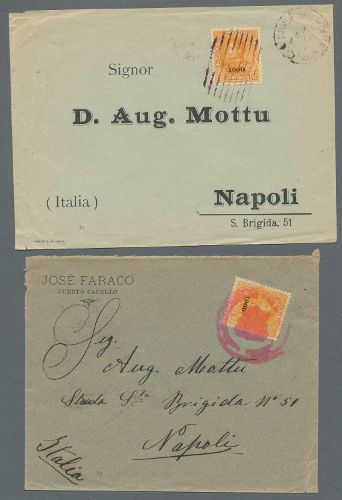 1900
Signor
D. Aug. Mottu
(Italia)
Napoli
S. Brigida, 51
JOSÉ FARACO
PUERTO CABELLO
1900
Sig.
Aug. Mottu
Strada Sta Brigida N° 51
Napoli
Italia